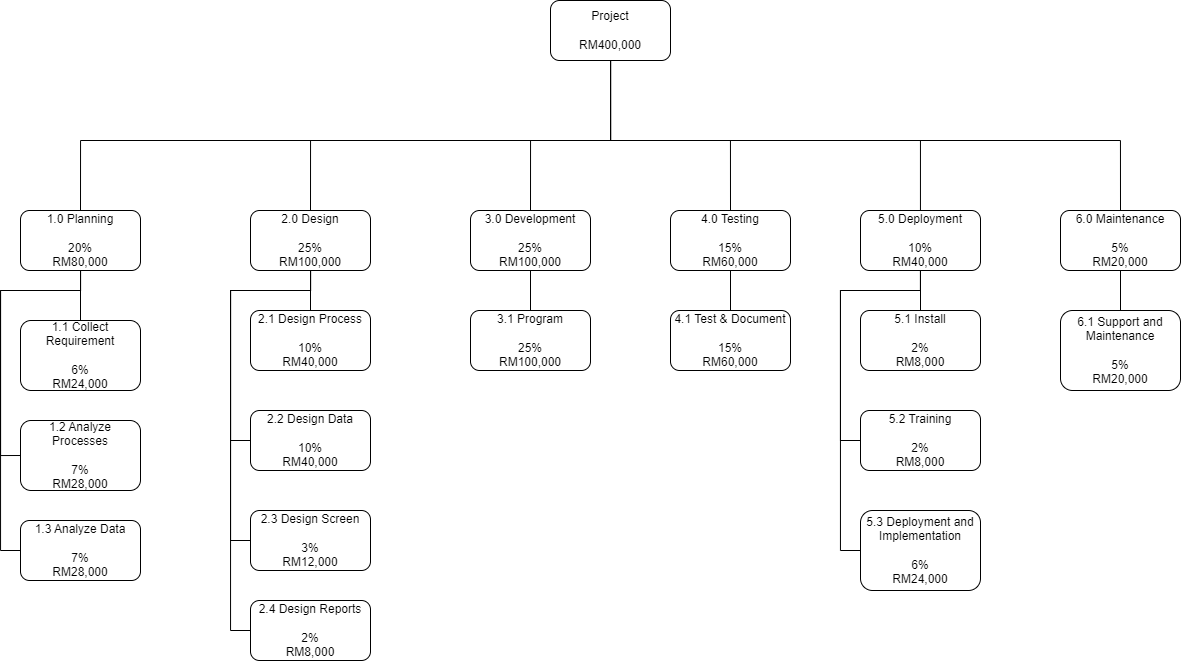 Project
RM400,000
1.0 Planning
20%
RM80,000
2.0 Design
25%
RM100,000
3.0 Development
25%
RM100,000
4.0 Testing
15%
RM60,000
5.0 Deployment
10%
RM40,000
6.0 Maintenance
5%
RM20,000
1.1 Collect
Requirement
6%
RM24,000
1.2 Analyze
Processes
7%
RM28,000
1.3 Analyze Data
7%
RM28,000
2.1 Design Process
10%
RM40,000
2.2 Design Data
10%
RM40,000
2.3 Design Screen
3%
RM12,000
2.4 Design Reports
2%
RM8,000
3.1 Program
25%
RM100,000
4.1 Test & Document
15%
RM60,000
5.1 Install
2%
RM8,000
5.2 Training
2%
RM8,000
5.3 Deployment and
Implementation
6%
RM24,000
6.1 Support and
Maintenance
5%
RM20,000